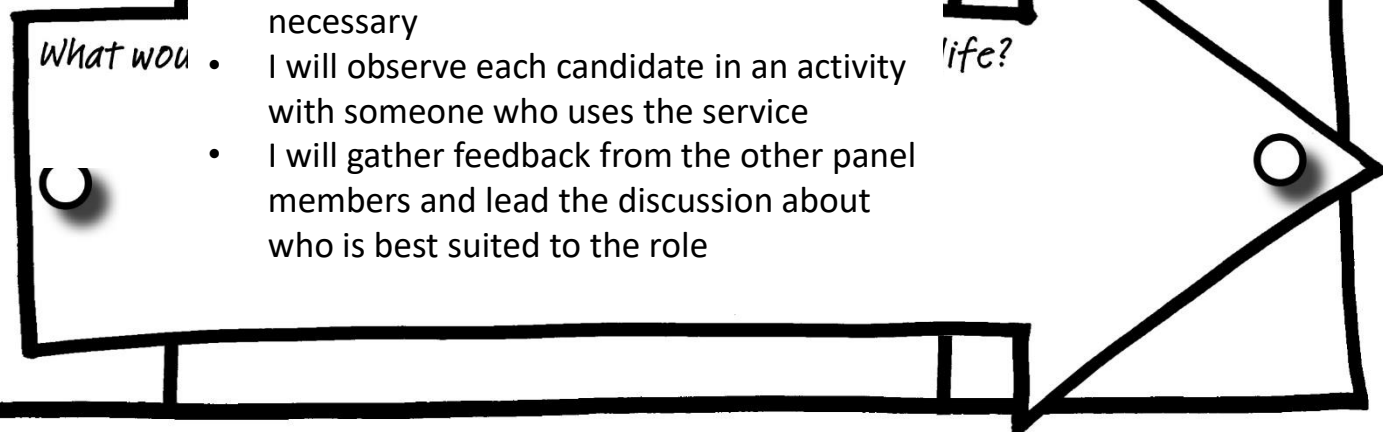 necessary
What wou life?
• I will observe each candidate in an activity
with someone who uses the service
• I will gather feedback from the other panel
members and lead the discussion about
who is best suited to the role